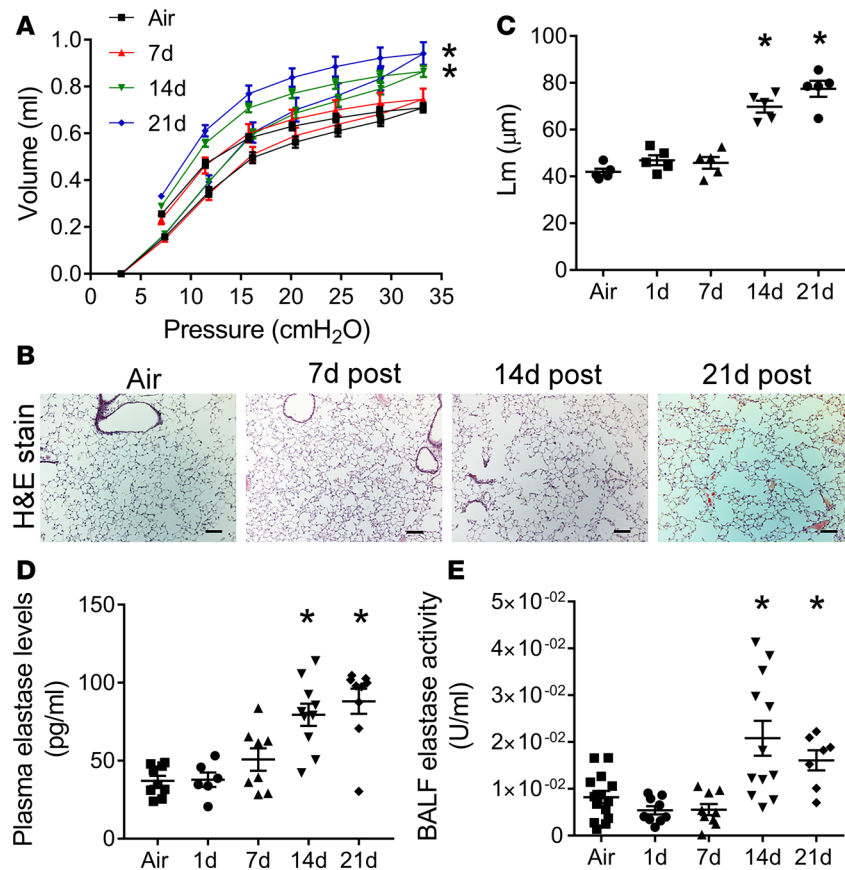 A
Air
7d
14d
21d
1.0
0.8
0.6
0.4
0.2
0.0
Volume (ml)
*
*
0 5 10 15 20 25 30 35
Pressure (cmH₂O)
C
100
80
60
40
20
0
Lm (μm)
* *
Air 1d 7d 14d 21d
B
Air 7d post 14d post 21d post
H&E stain
D
Plasma elastase levels
(pg/ml)
150
100
50
0
* *
Air 1d 7d 14d 21d
E
BALF elastase activity
(U/ml)
5×10⁻⁰²
4×10⁻⁰²
3×10⁻⁰²
2×10⁻⁰²
1×10⁻⁰²
0
* *
Air 1d 7d 14d 21d